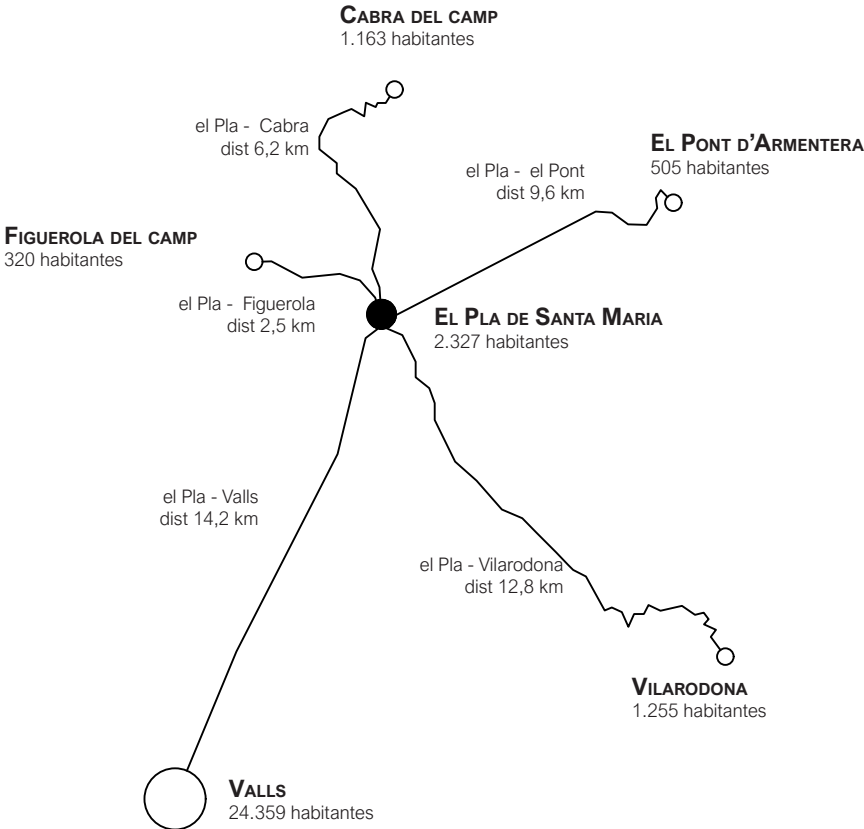 CABRA DEL CAMP
1.163 habitantes
el Pla - Cabra
dist 6,2 km
EL PONT D'ARMENTERA
505 habitantes
el Pla - el Pont
dist 9,6 km
FIGUEROLA DEL CAMP
320 habitantes
el Pla - Figuerola
dist 2,5 km
EL PLA DE SANTA MARIA
2.327 habitantes
el Pla - Valls
dist 14,2 km
el Pla - Vilarodona
dist 12,8 km
VILARODONA
1.255 habitantes
VALLS
24.359 habitantes